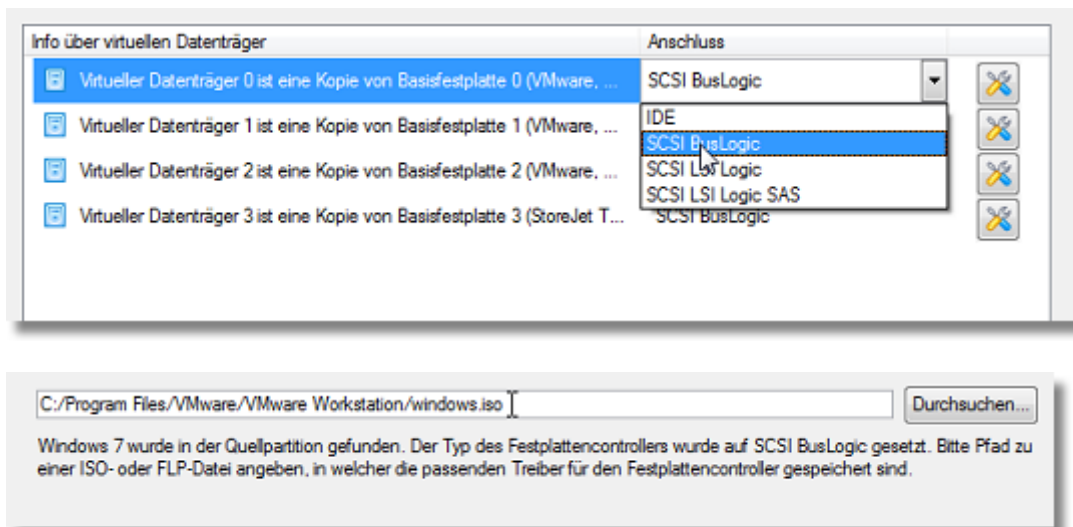 Info über virtuellen Datenträger Anschluss
Virtueller Datenträger 0 ist eine Kopie von Basisfestplatte 0 (VMware, ... SCSI BusLogic
IDE
Virtueller Datenträger 1 ist eine Kopie von Basisfestplatte 1 (VMware, ...
SCSI BusLogic
Virtueller Datenträger 2 ist eine Kopie von Basisfestplatte 2 (VMware, ... SCSI LSI Logic
SCSI LSI Logic SAS
Virtueller Datenträger 3 ist eine Kopie von Basisfestplatte 3 (StoreJet T... SCSI BusLogic
C:/Program Files/VMware/VMware Workstation/windows.iso Durchsuchen...
Windows 7 wurde in der Quellpartition gefunden. Der Typ des Festplattencontrollers wurde auf SCSI BusLogic gesetzt. Bitte Pfad zu
einer ISO- oder FLP-Datei angeben, in welcher die passenden Treiber für den Festplattencontroller gespeichert sind.